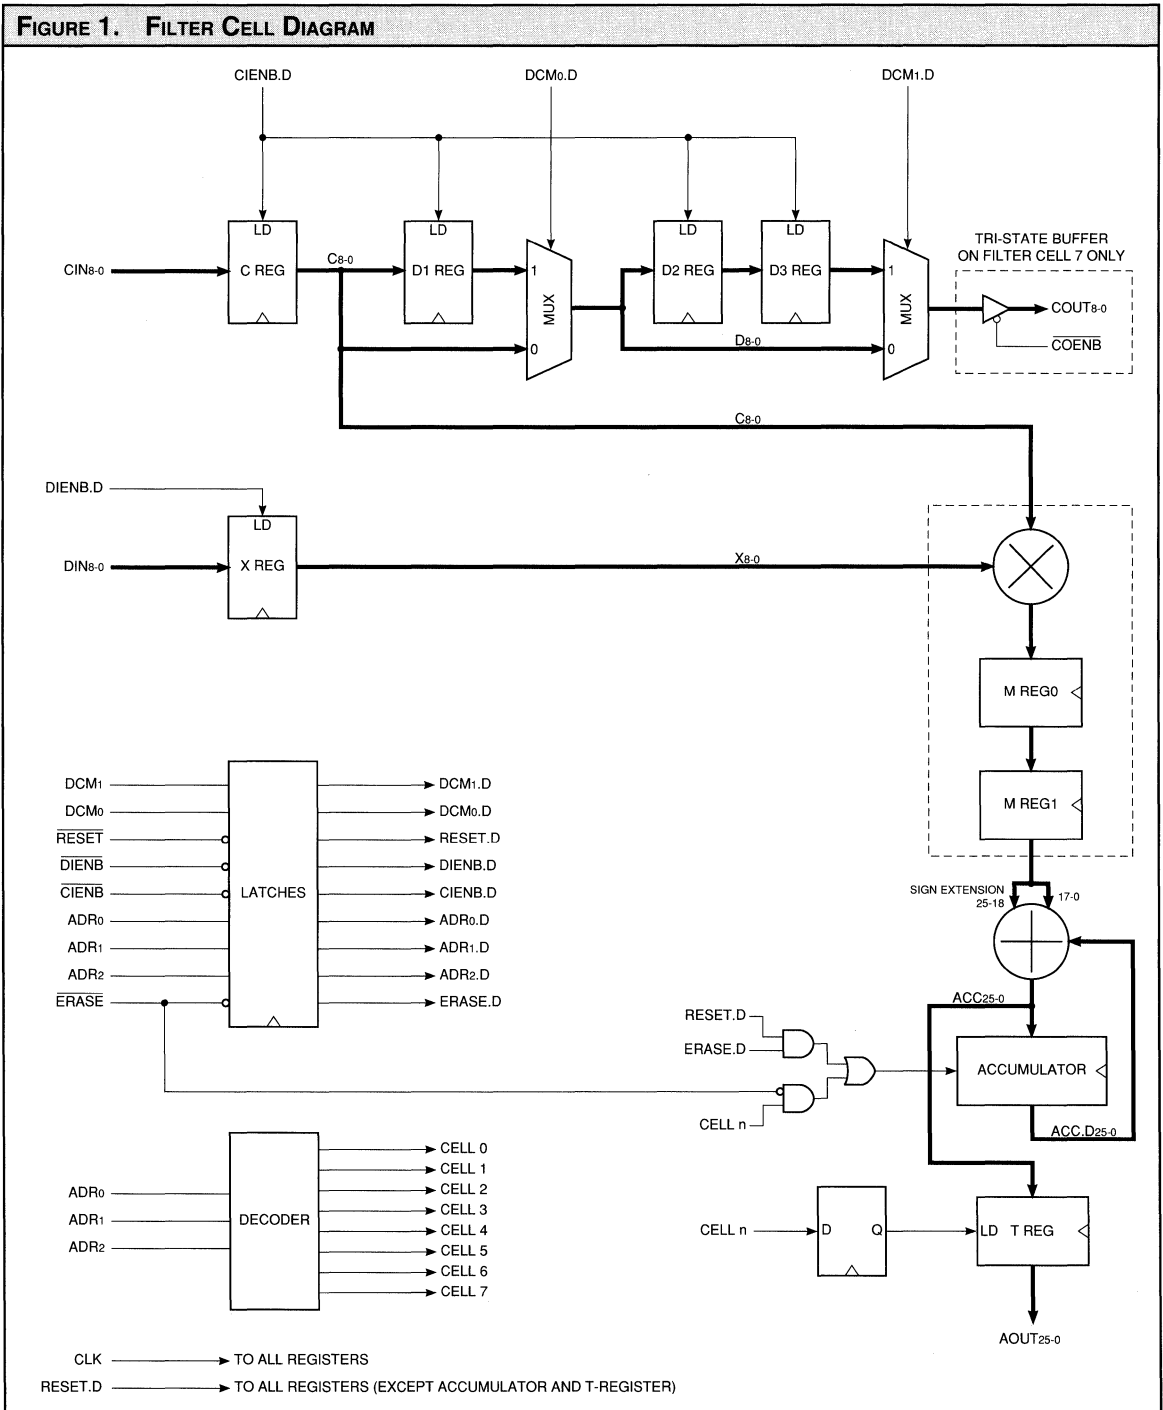 FIGURE 1. FILTER CELL DIAGRAM
CIENB.D
DCM0.D
DCM1.D
LD
LD
LD
LD
TRI-STATE BUFFER
ON FILTER CELL 7 ONLY
CIN8-0
C REG
C8-0
D1 REG
1
MUX
0
D2 REG
D3 REG
1
MUX
0
COUT8-0
COENB
D8-0
C8-0
DIENB.D
LD
DIN8-0
X REG
X8-0
M REG0
M REG1
DCM1
DCM0
RESET
DIENB
CIENB
ADR0
ADR1
ADR2
ERASE
LATCHES
DCM1.D
DCM0.D
RESET.D
DIENB.D
CIENB.D
ADR0.D
ADR1.D
ADR2.D
ERASE.D
SIGN EXTENSION
25-18
17-0
ACC25-0
RESET.D
ERASE.D
CELL n
ACCUMULATOR
ACC.D25-0
ADR0
ADR1
ADR2
DECODER
CELL 0
CELL 1
CELL 2
CELL 3
CELL 4
CELL 5
CELL 6
CELL 7
CELL n
D
Q
LD T REG
AOUT25-0
CLK TO ALL REGISTERS
RESET.D TO ALL REGISTERS (EXCEPT ACCUMULATOR AND T-REGISTER)